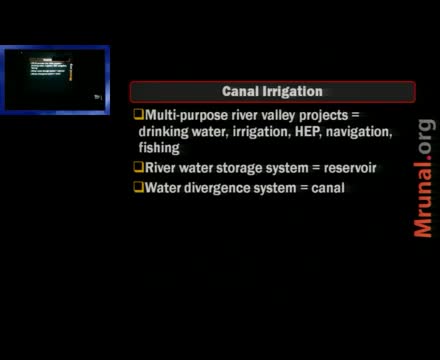 Canal Irrigation
Multi-purpose river valley projects =
drinking water, irrigation, HEP, navigation,
fishing
River water storage system = reservoir
Water divergence system = canal
Mrunal.org